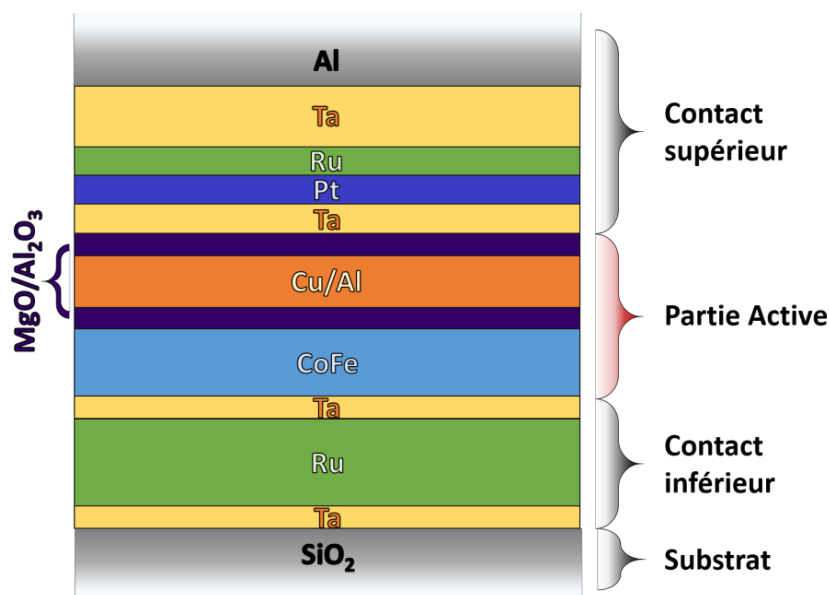 Al
Ta
Ru
Pt
Ta
MgO/Al₂O₃
Cu/Al
CoFe
Ta
Ru
Ta
SiO₂
Contact
supérieur
Partie Active
Contact
inférieur
Substrat